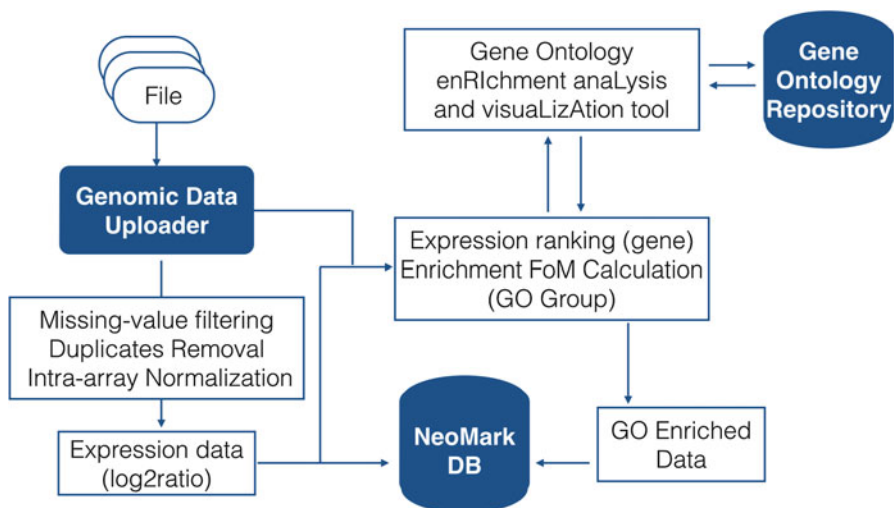 File
Genomic Data
Uploader
Missing-value filtering
Duplicates Removal
Intra-array Normalization
Expression data
(log2ratio)
Gene Ontology
enRIchment anaLysis
and visuaLizAtion tool
Gene
Ontology
Repository
Expression ranking (gene)
Enrichment FoM Calculation
(GO Group)
NeoMark
DB
GO Enriched
Data